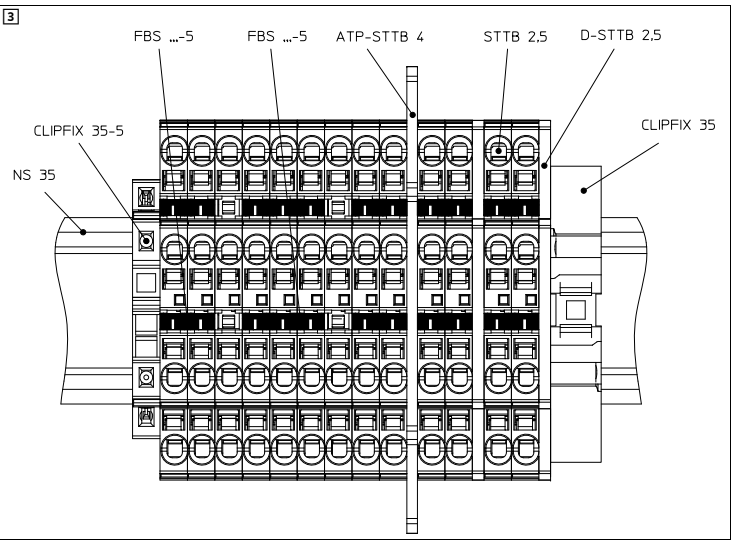 3
FBS ...-5
FBS ...-5
ATP-STTB 4
STTB 2,5
D-STTB 2,5
CLIPFIX 35-5
CLIPFIX 35
NS 35